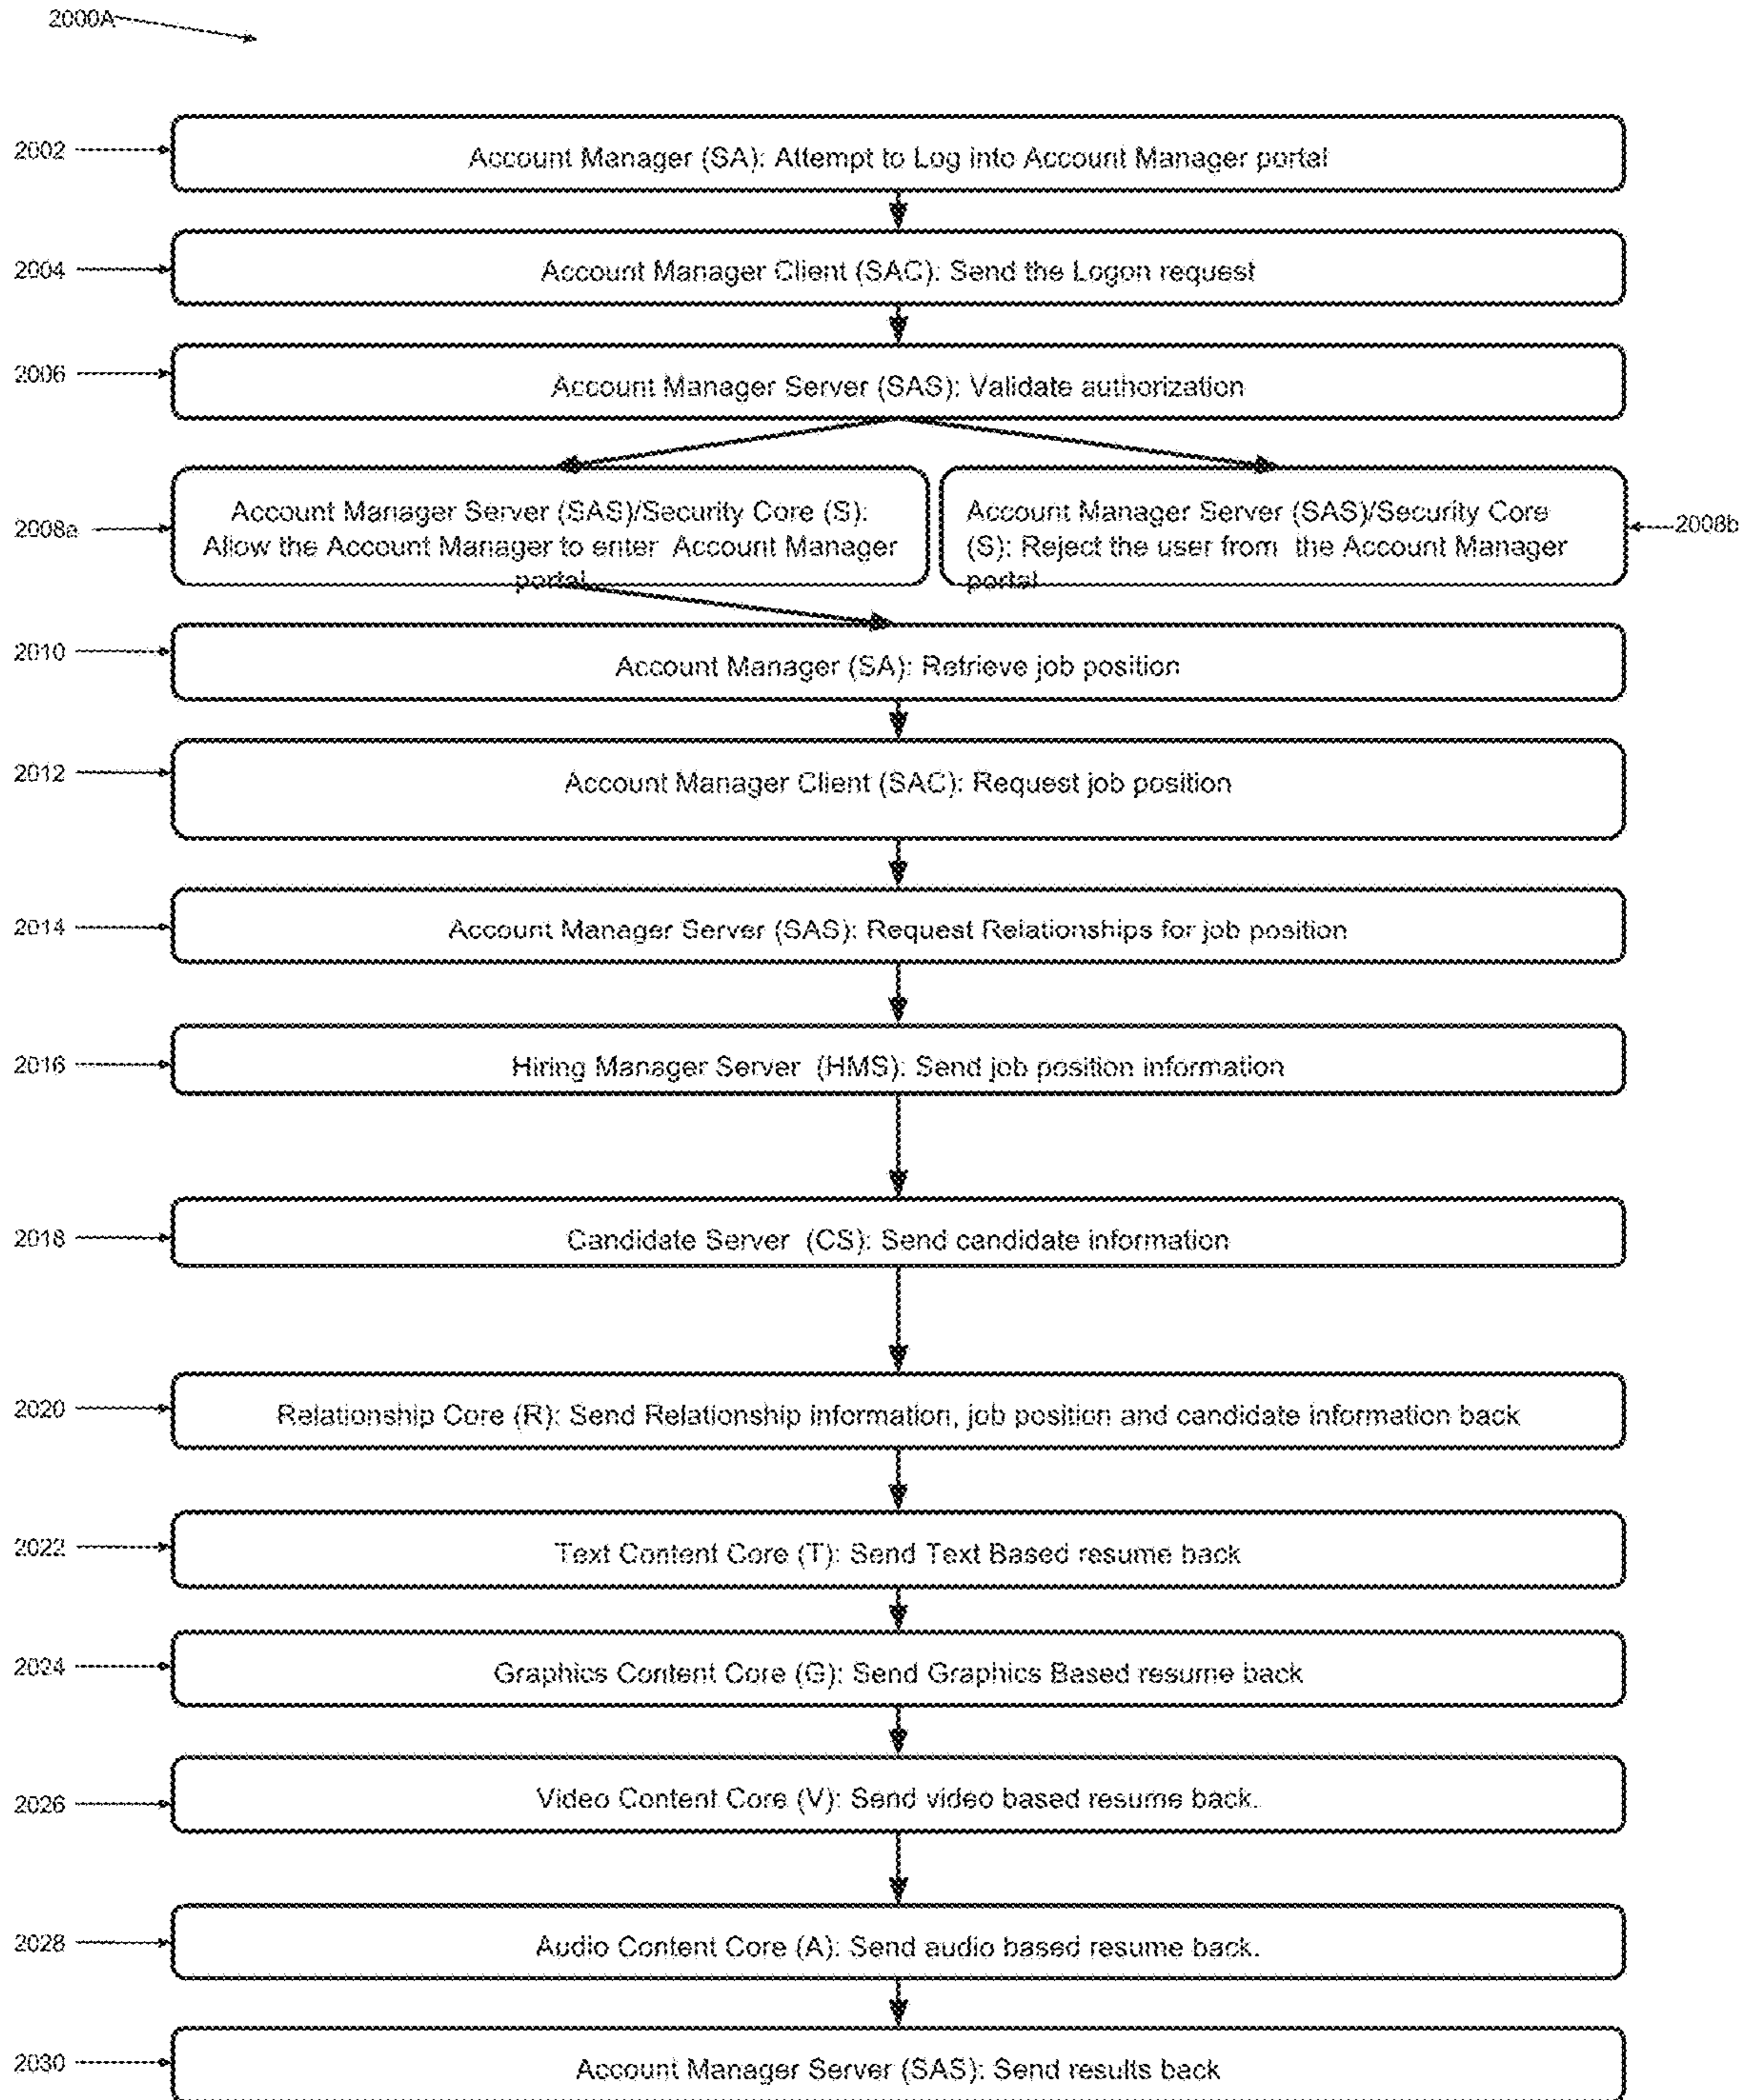 2000A
2002
Account Manager (SA): Attempt to Log into Account Manager portal
2004
Account Manager Client (SAC): Send the Logon request
2006
Account Manager Server (SAS): Validate authorization
2008a
Account Manager Server (SAS)/Security Core (S):
Allow the Account Manager to enter Account Manager
portal
Account Manager Server (SAS)/Security Core
(S): Reject the user from the Account Manager
portal
2008b
2010
Account Manager (SA): Retrieve job position
2012
Account Manager Client (SAC): Request job position
2014
Account Manager Server (SAS): Request Relationships for job position
2016
Hiring Manager Server (HMS): Send job position information
2018
Candidate Server (CS): Send candidate information
2020
Relationship Core (R): Send Relationship information, job position and candidate information back
2022
Text Content Core (T): Send Text Based resume back
2024
Graphics Content Core (G): Send Graphics Based resume back
2026
Video Content Core (V): Send video based resume back.
2028
Audio Content Core (A): Send audio based resume back.
2030
Account Manager Server (SAS): Send results back